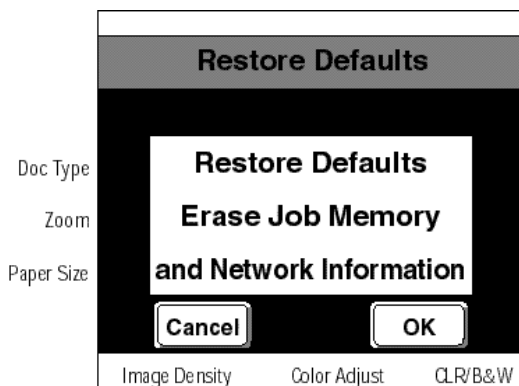 Restore Defaults
Restore Defaults
Doc Type
Erase Job Memory
Zoom
and Network Information
Paper Size
Cancel OK
Image Density Color Adjust CLR/B&W